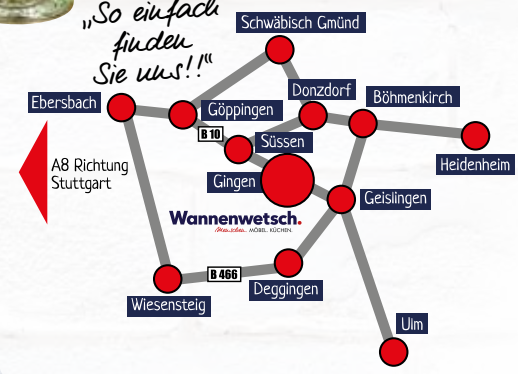 „So einfach
finden
Sie uns!!"
Schwäbisch Gmünd
Ebersbach
Göppingen
Donzdorf
Böhmenkirch
B 10
Süssen
Heidenheim
A8 Richtung
Stuttgart
Gingen
Geislingen
Wannenwetsch.
Menschen. MÖBEL. KÜCHEN.
B 466
Deggingen
Wiesensteig
Ulm